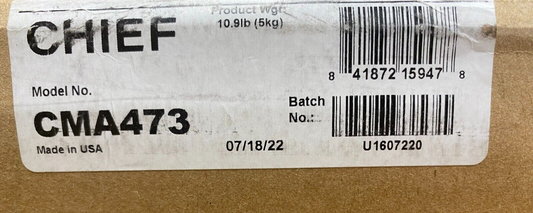 CHIEF
Product Wgt:
10.9lb (5kg)
8 41872 15947 8
Model No.
CMA473
Batch
No.:
Made in USA
07/18/22
U1607220